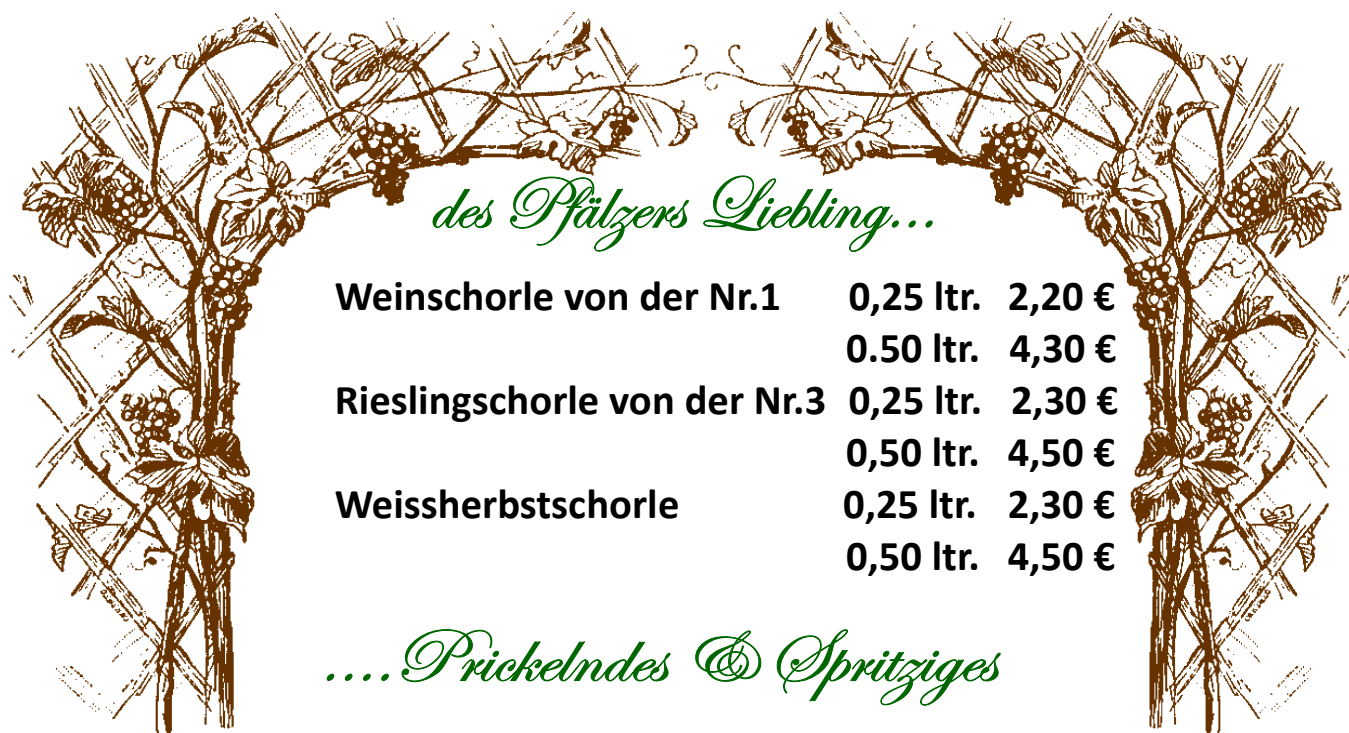 des Pfälzers Liebling...
Weinschorle von der Nr.1 0,25 ltr. 2,20 €
0.50 ltr. 4,30 €
Rieslingschorle von der Nr.3 0,25 ltr. 2,30 €
0,50 ltr. 4,50 €
Weissherbstschorle 0,25 ltr. 2,30 €
0,50 ltr. 4,50 €
....Prickelndes & Spritziges